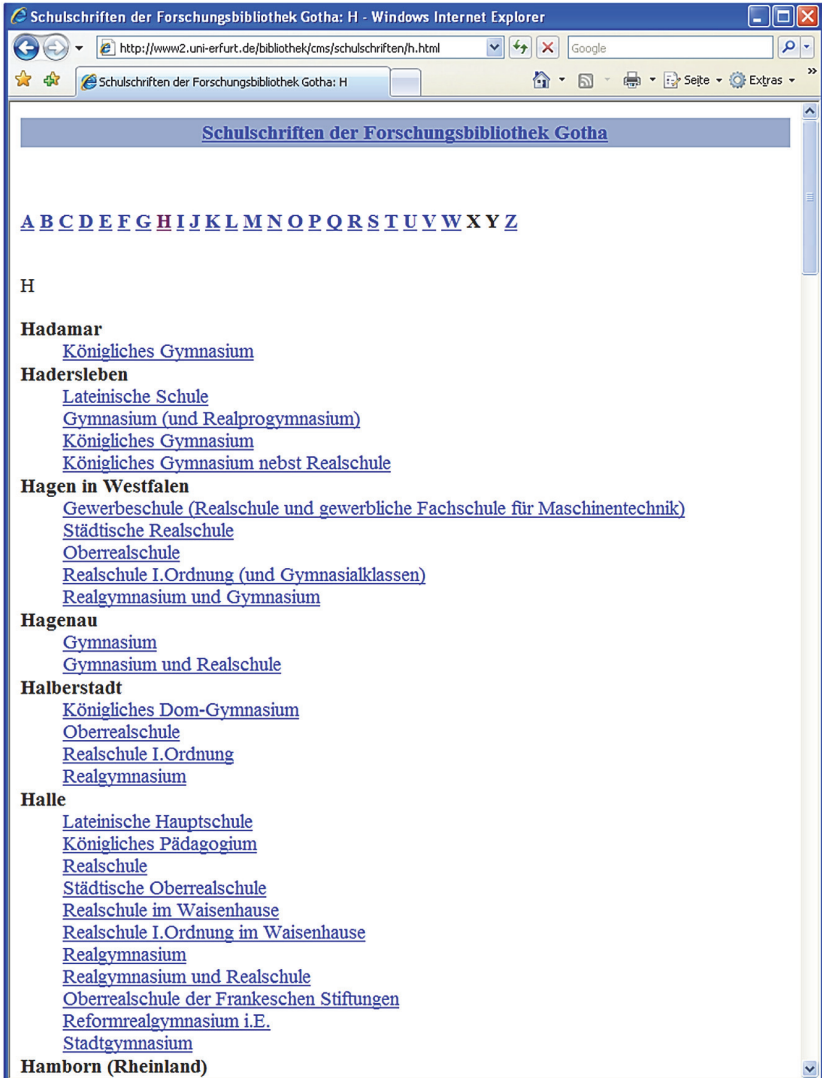 Schulschriften der Forschungsbibliothek Gotha: H - Windows Internet Explorer
http://www2.uni-erfurt.de/bibliothek/cms/schulschriften/h.html
Google
Schulschriften der Forschungsbibliothek Gotha: H
Seite
Extras
Schulschriften der Forschungsbibliothek Gotha
A B C D E F G H I J K L M N O P Q R S T U V W X Y Z
H
Hadamar
Königliches Gymnasium
Hadersleben
Lateinische Schule
Gymnasium (und Realprogymnasium)
Königliches Gymnasium
Königliches Gymnasium nebst Realschule
Hagen in Westfalen
Gewerbeschule (Realschule und gewerbliche Fachschule für Maschinentechnik)
Städtische Realschule
Oberrealschule
Realschule I.Ordnung (und Gymnasialklassen)
Realgymnasium und Gymnasium
Hagenau
Gymnasium
Gymnasium und Realschule
Halberstadt
Königliches Dom-Gymnasium
Oberrealschule
Realschule I.Ordnung
Realgymnasium
Halle
Lateinische Hauptschule
Königliches Pädagogium
Realschule
Städtische Oberrealschule
Realschule im Waisenhause
Realschule I.Ordnung im Waisenhause
Realgymnasium
Realgymnasium und Realschule
Oberrealschule der Frankeschen Stiftungen
Reformrealgymnasium i.E.
Stadtgymnasium
Hamborn (Rheinland)